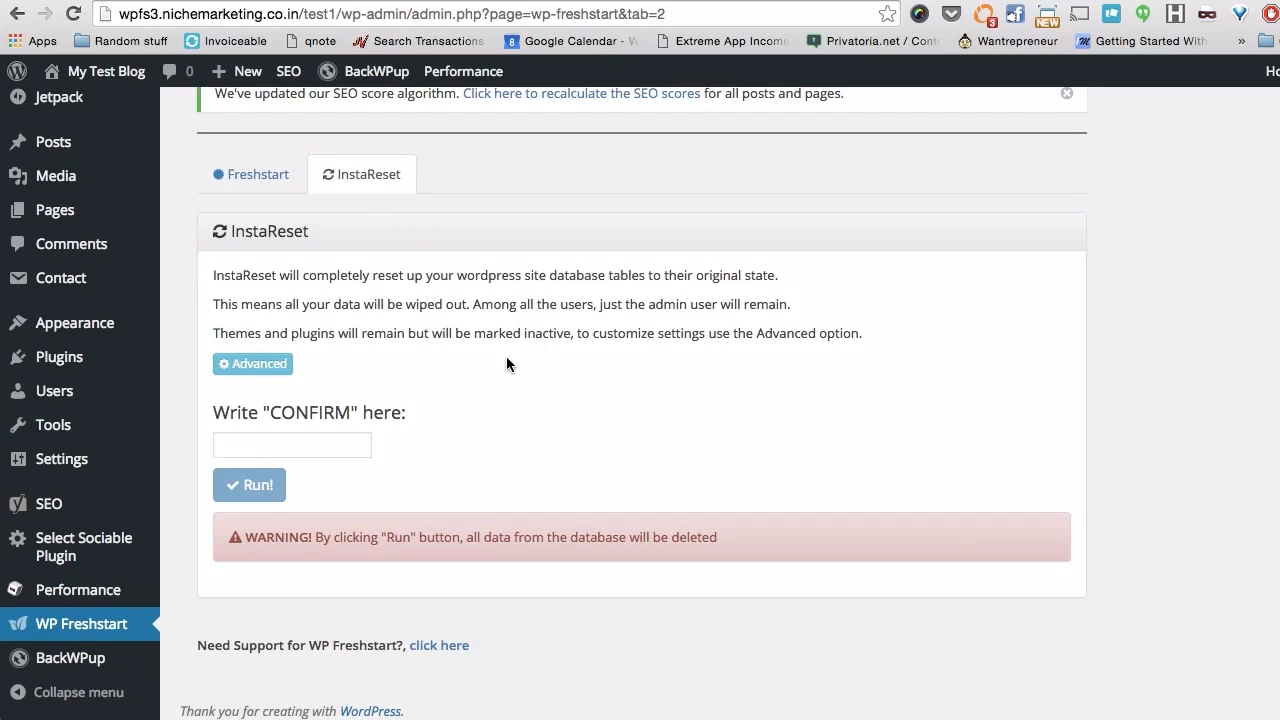 wpfs3.nichemarketing.co.in/test1/wp-admin/admin.php?page=wp-freshstart&tab=2
3
NEW
Apps Random stuff Invoiceable qnote Search Transactions 8 Google Calendar - Extreme App Income Privatoria.net / Cont Wantrepreneur Getting Started With »
My Test Blog 0 New SEO BackWPup Performance Ho
Jetpack
Posts
Media
Pages
Comments
Contact
Appearance
Plugins
Users
Tools
Settings
SEO
Select Sociable
Plugin
Performance
WP Freshstart
BackWPup
Collapse menu
We've updated our SEO score algorithm. Click here to recalculate the SEO scores for all posts and pages.
Freshstart InstaReset
InstaReset
InstaReset will completely reset up your wordpress site database tables to their original state.
This means all your data will be wiped out. Among all the users, just the admin user will remain.
Themes and plugins will remain but will be marked inactive, to customize settings use the Advanced option.
Advanced
Write "CONFIRM" here:
Run!
WARNING! By clicking "Run" button, all data from the database will be deleted
Need Support for WP Freshstart?, click here
Thank you for creating with WordPress.